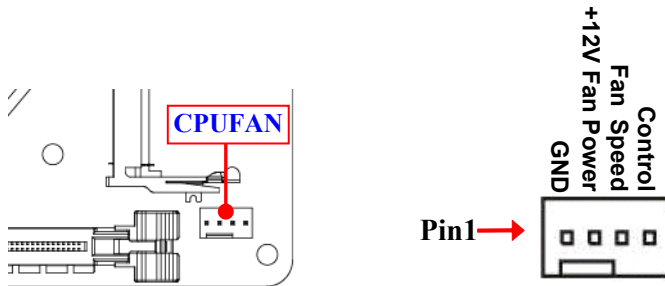 CPUFAN
Pin1
GND
+12V Fan Power
Fan Speed
Control